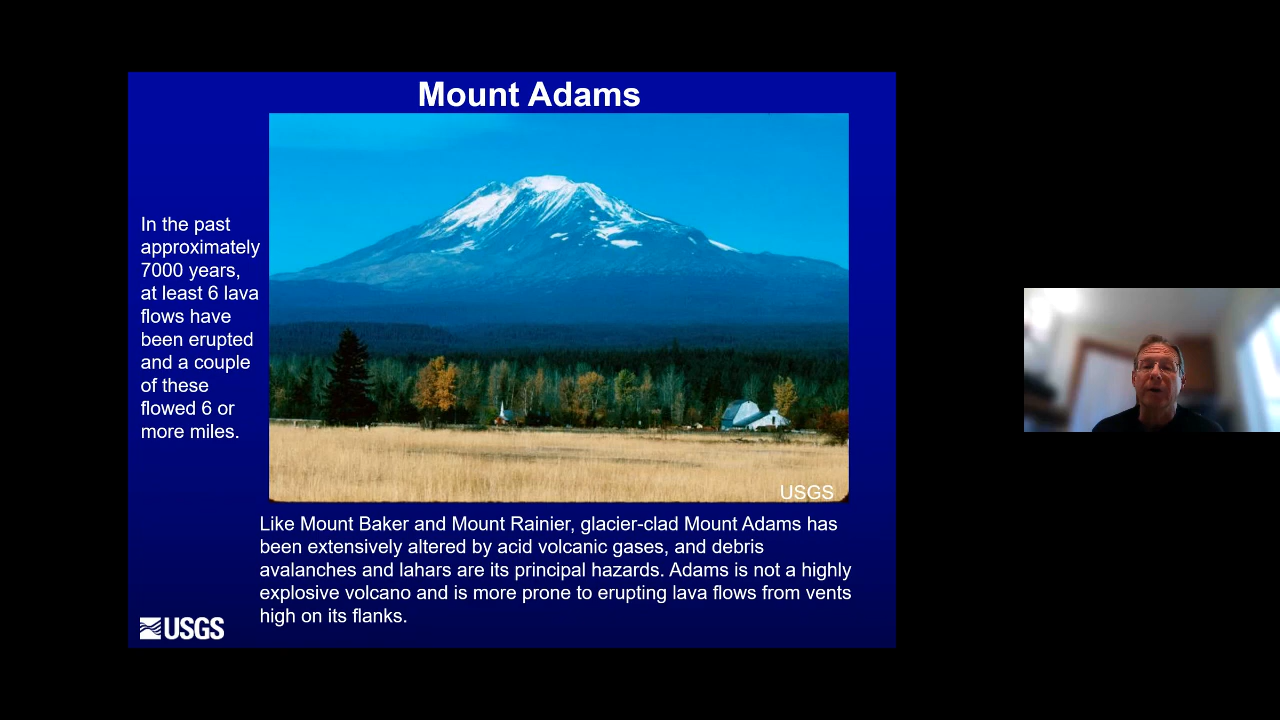 Mount Adams
In the past
approximately
7000 years,
at least 6 lava
flows have
been erupted
and a couple
of these
flowed 6 or
more miles.
USGS
Like Mount Baker and Mount Rainier, glacier-clad Mount Adams has
been extensively altered by acid volcanic gases, and debris
avalanches and lahars are its principal hazards. Adams is not a highly
explosive volcano and is more prone to erupting lava flows from vents
high on its flanks.
USGS